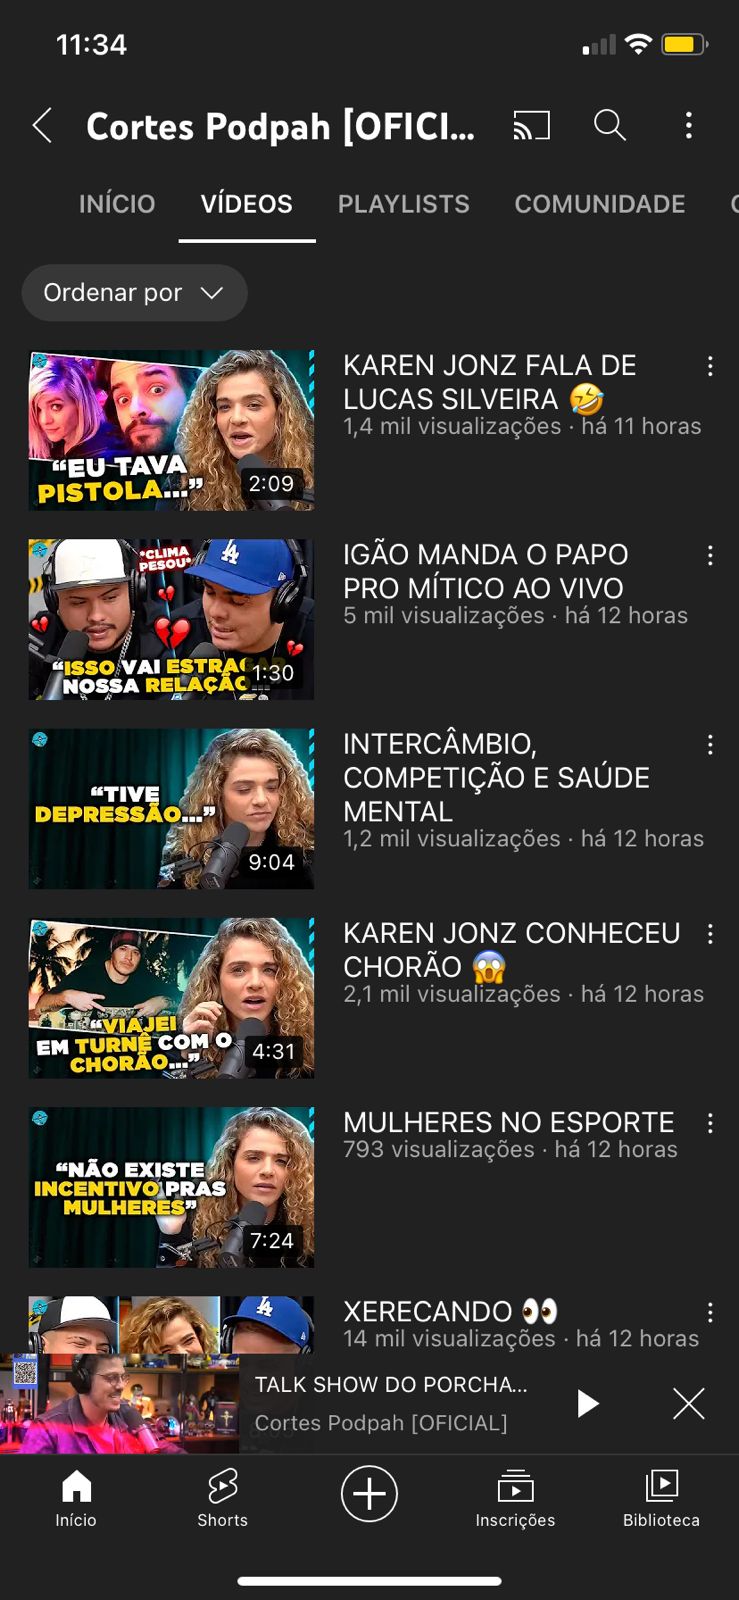 11:34
Cortes Podpah [OFICI...
INÍCIO VÍDEOS PLAYLISTS COMUNIDADE
Ordenar por
"EU TAVA
PISTOLA..."
2:09
KAREN JONZ FALA DE
LUCAS SILVEIRA 🤣
1,4 mil visualizações · há 11 horas
*CLIMA
PESOU*
LA
"ISSO VAI ESTRAGAR
NOSSA RELAÇÃO..."
1:30
IGÃO MANDA O PAPO
PRO MÍTICO AO VIVO
5 mil visualizações · há 12 horas
"TIVE
DEPRESSÃO..."
9:04
INTERCÂMBIO,
COMPETIÇÃO E SAÚDE
MENTAL
1,2 mil visualizações · há 12 horas
"VIAJEI
EM TURNÊ COM O
CHORÃO..."
4:31
KAREN JONZ CONHECEU
CHORÃO 😱
2,1 mil visualizações · há 12 horas
"NÃO EXISTE
INCENTIVO PRAS
MULHERES"
7:24
MULHERES NO ESPORTE
793 visualizações · há 12 horas
LA
XERECANDO 👀
14 mil visualizações · há 12 horas
TALK SHOW DO PORCHA...
Cortes Podpah [OFICIAL]
Início Shorts Inscrições Biblioteca